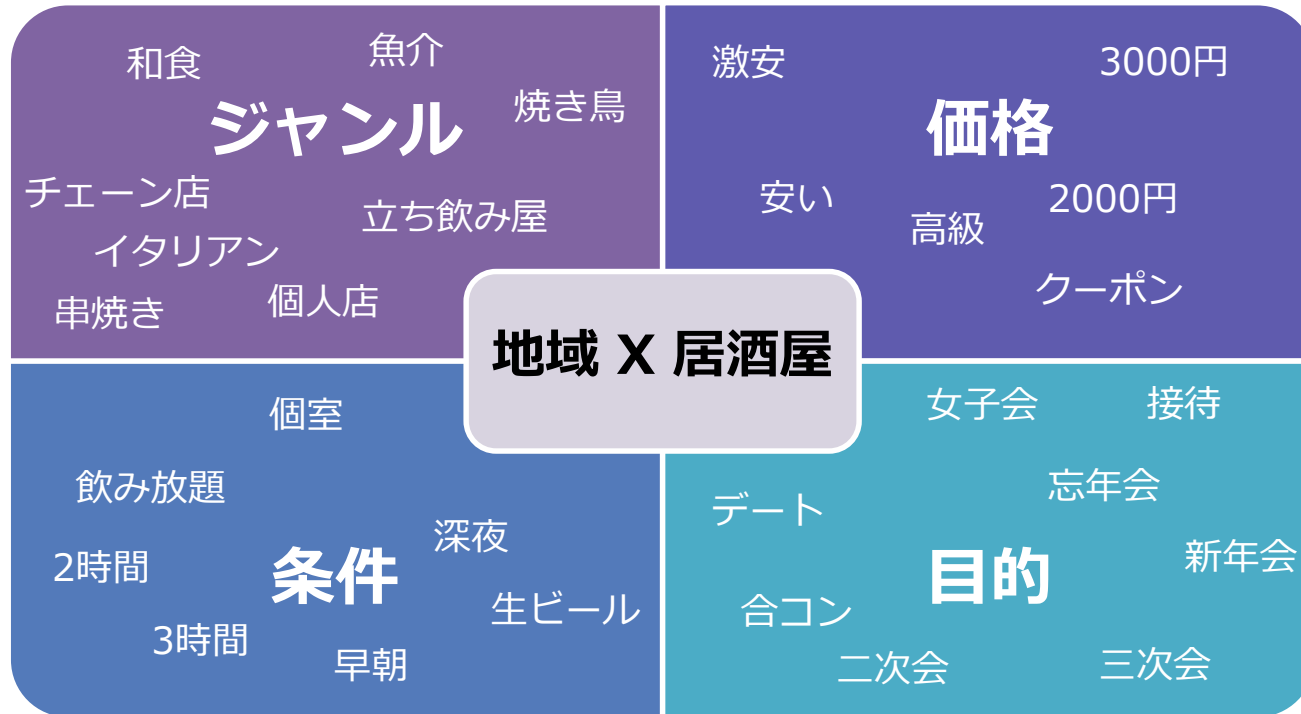 和食
魚介
焼き鳥
ジャンル
チェーン店
立ち飲み屋
イタリアン
個人店
串焼き
激安
3000円
価格
安い
2000円
高級
クーポン
地域 X 居酒屋
個室
飲み放題
深夜
2時間
条件
生ビール
3時間
早朝
女子会
接待
忘年会
デート
新年会
目的
合コン
二次会
三次会